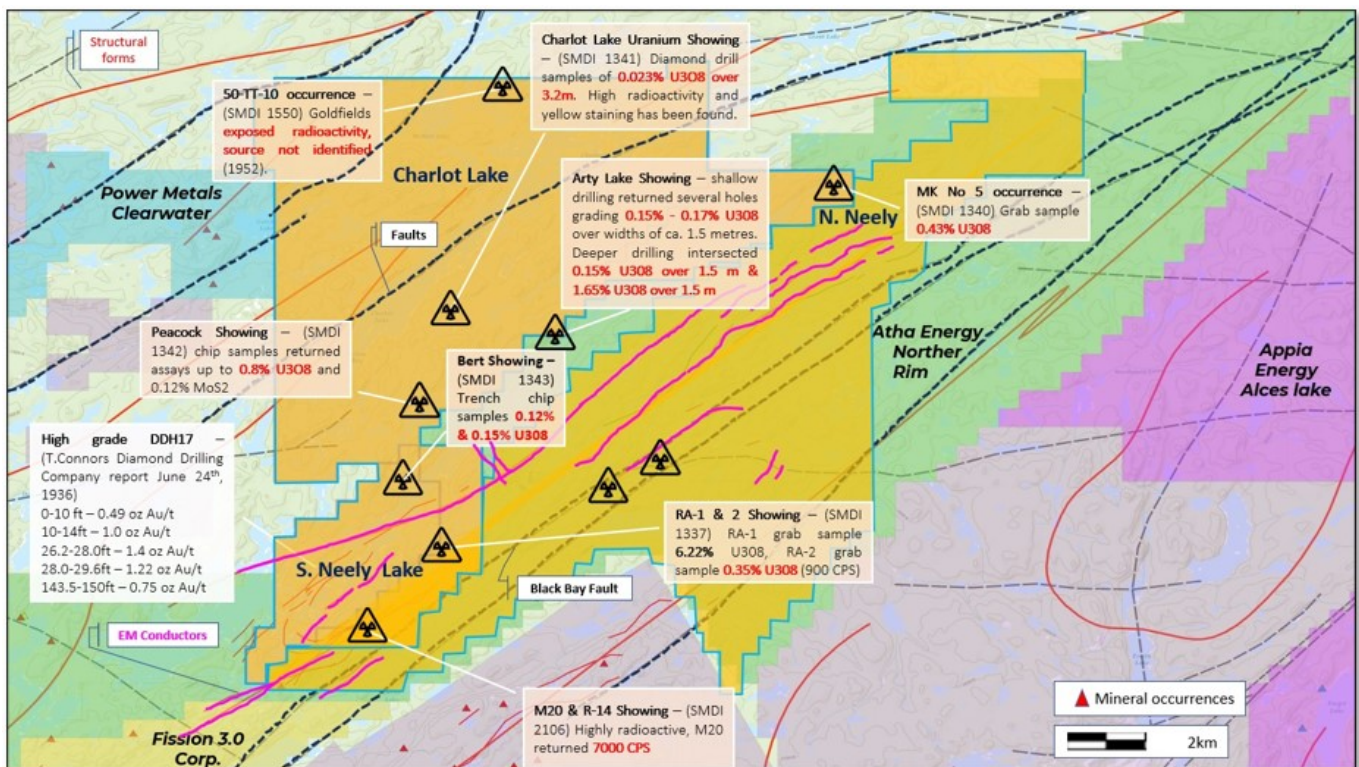 Structural
forms
50-TT-10 occurrence –
(SMDI 1550) Goldfields
exposed radioactivity,
source not identified
(1952).
Charlot Lake Uranium Showing
– (SMDI 1341) Diamond drill
samples of 0.023% U3O8 over
3.2m. High radioactivity and
yellow staining has been found.
Power Metals
Clearwater
Charlot Lake
Faults
Arty Lake Showing – shallow
drilling returned several holes
grading 0.15% - 0.17% U308
over widths of ca. 1.5 metres.
Deeper drilling intersected
0.15% U308 over 1.5 m &
1.65% U308 over 1.5 m
N. Neely
MK No 5 occurrence –
(SMDI 1340) Grab sample
0.43% U308
Peacock Showing – (SMDI
1342) chip samples returned
assays up to 0.8% U3O8 and
0.12% MoS2
Bert Showing –
(SMDI 1343)
Trench chip
samples 0.12%
& 0.15% U308
Atha Energy
Norther
Rim
Appia
Energy
Alces lake
High grade DDH17 –
(T.Connors Diamond Drilling
Company report June 24th,
1936)
0-10 ft – 0.49 oz Au/t
10-14ft – 1.0 oz Au/t
26.2-28.0ft – 1.4 oz Au/t
28.0-29.6ft – 1.22 oz Au/t
143.5-150ft – 0.75 oz Au/t
S. Neely Lake
RA-1 & 2 Showing – (SMDI
1337) RA-1 grab sample
6.22% U308, RA-2 grab
sample 0.35% U308 (900 CPS)
Black Bay Fault
EM Conductors
M20 & R-14 Showing – (SMDI
2106) Highly radioactive, M20
returned 7000 CPS
Fission 3.0
Corp.
Mineral occurrences
2km